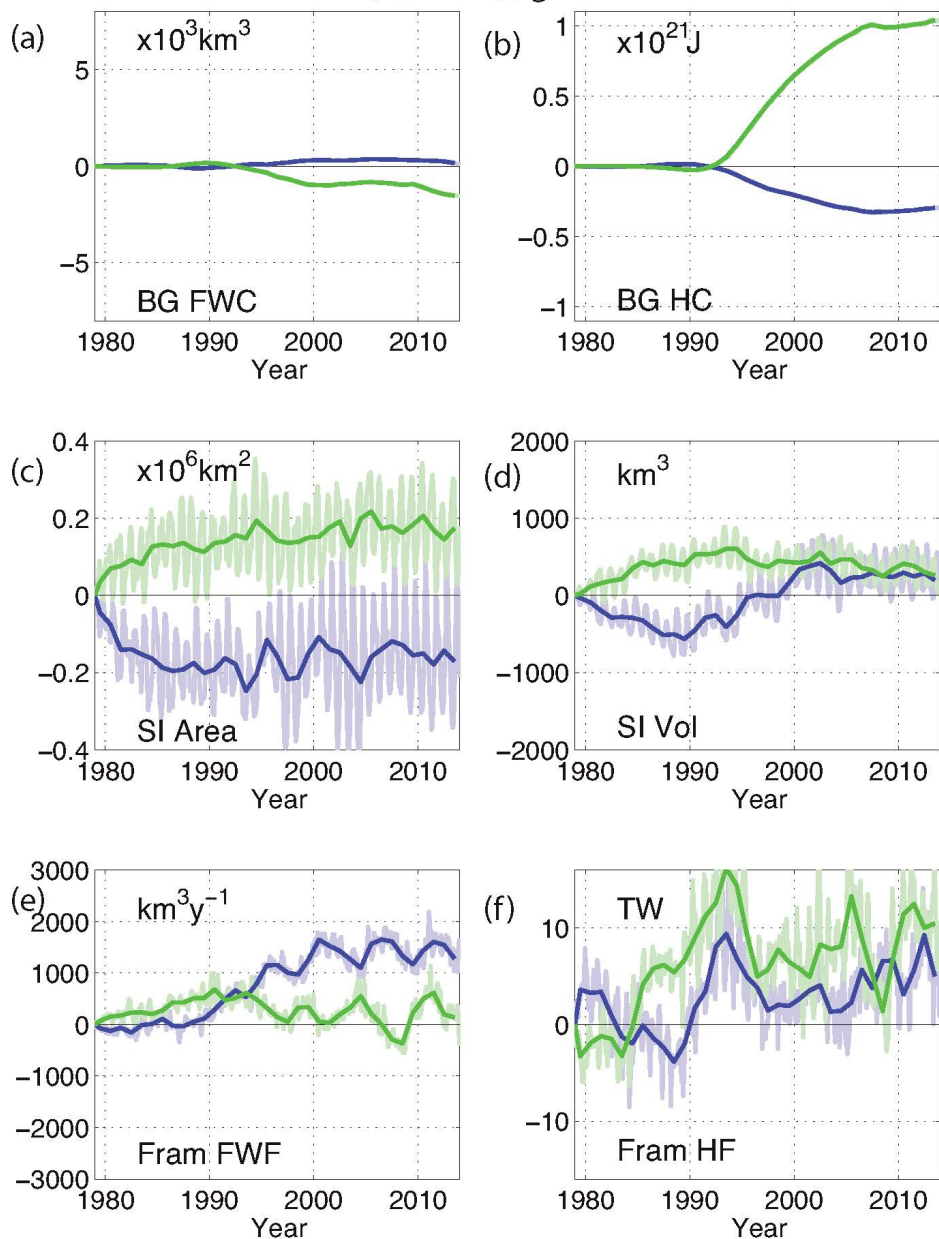 (a)
x10³km³
5
0
−5
BG FWC
1980 1990 2000 2010
Year
(b)
x10²¹J
1
0.5
0
−0.5
−1
BG HC
1980 1990 2000 2010
Year
(c)
x10⁶km²
0.4
0.2
0
−0.2
−0.4
SI Area
1980 1990 2000 2010
Year
(d)
km³
2000
1000
0
−1000
−2000
SI Vol
1980 1990 2000 2010
Year
(e)
km³y⁻¹
3000
2000
1000
0
−1000
−2000
−3000
Fram FWF
1980 1990 2000 2010
Year
(f)
TW
10
0
−10
Fram HF
1980 1990 2000 2010
Year